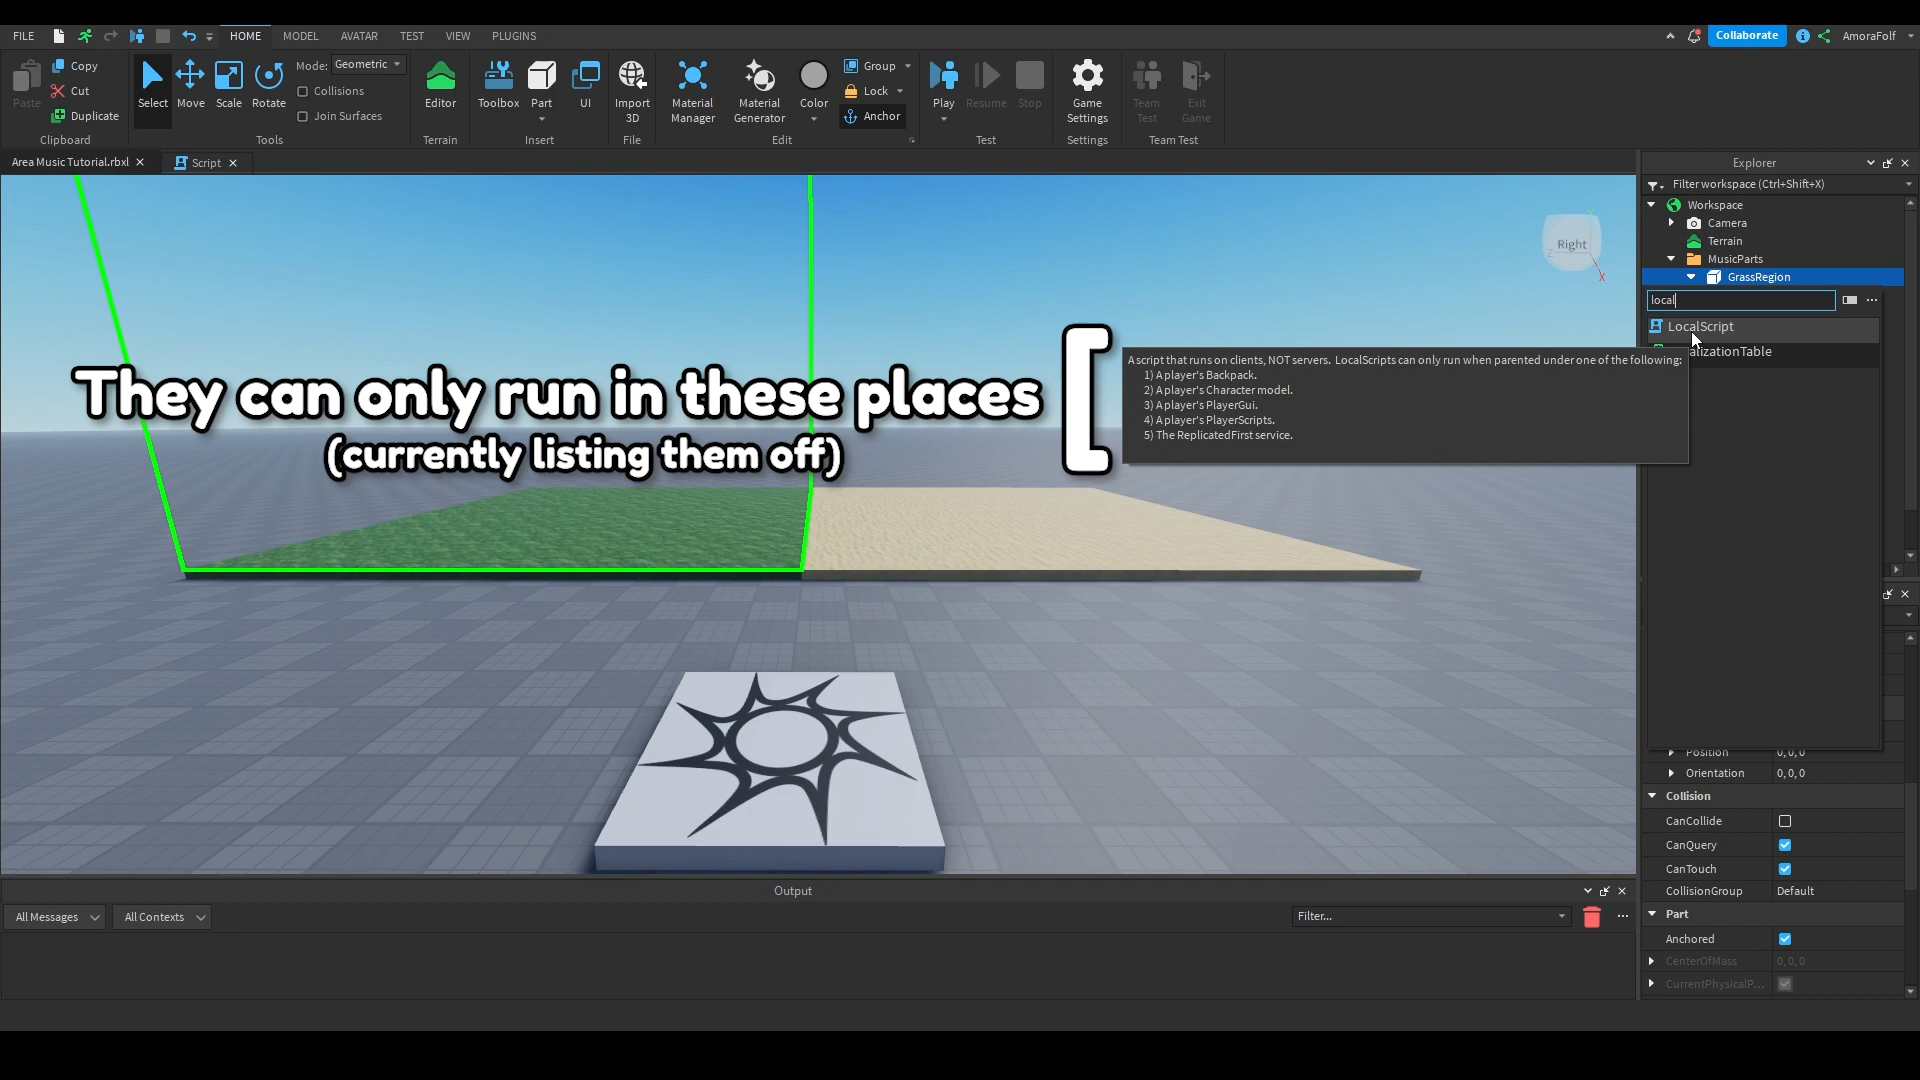 FILE
HOME
MODEL
AVATAR
TEST
VIEW
PLUGINS
Collaborate
AmoraFolf
Paste
Copy
Cut
Duplicate
Clipboard
Select
Move
Scale
Rotate
Mode: Geometric
Collisions
Join Surfaces
Tools
Editor
Terrain
Toolbox
Part
UI
Insert
Import
3D
File
Material
Manager
Material
Generator
Color
Group
Lock
Anchor
Edit
Play
Resume
Stop
Test
Game
Settings
Settings
Team
Test
Exit
Game
Team Test
Area Music Tutorial.rbxl
Script
Explorer
Filter workspace (Ctrl+Shift+X)
Workspace
Camera
Terrain
MusicParts
GrassRegion
local
LocalScript
alizationTable
Right
Z
X
They can only run in these places [
(currently listing them off)
A script that runs on clients, NOT servers. LocalScripts can only run when parented under one of the following:
1) A player's Backpack.
2) A player's Character model.
3) A player's PlayerGui.
4) A player's PlayerScripts.
5) The ReplicatedFirst service.
Position 0, 0, 0
Orientation 0, 0, 0
Collision
CanCollide
CanQuery
CanTouch
CollisionGroup Default
Part
Anchored
CenterOfMass 0, 0, 0
CurrentPhysicalP...
Output
All Messages
All Contexts
Filter...